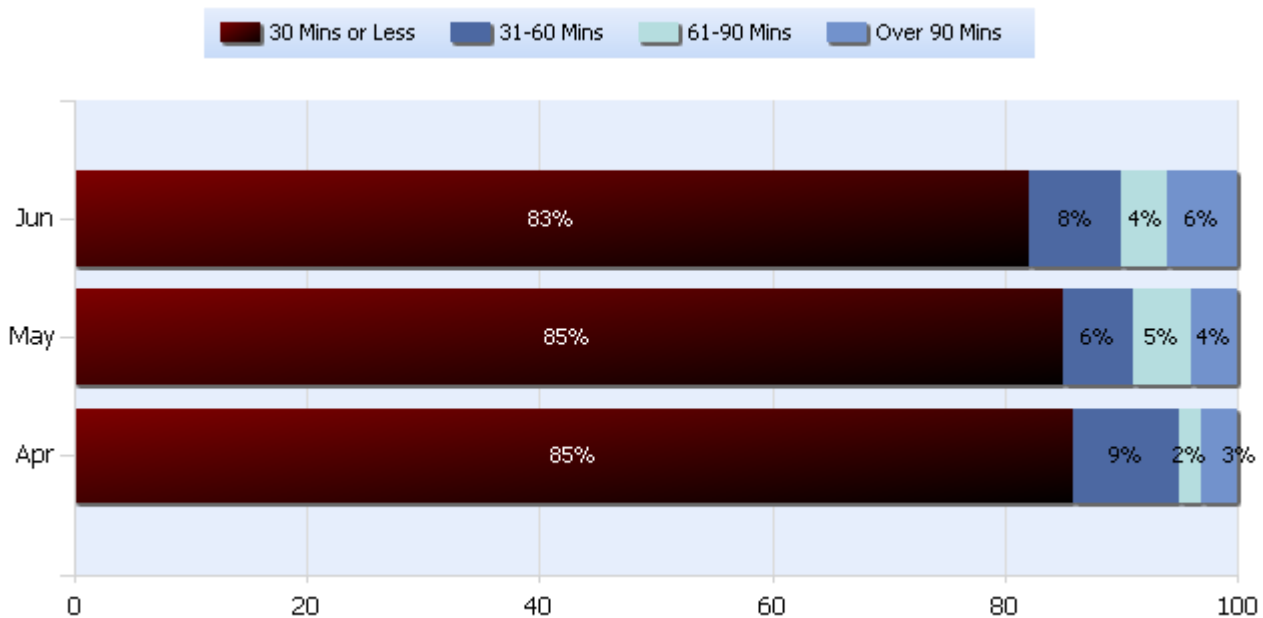 30 Mins or Less 31-60 Mins 61-90 Mins Over 90 Mins
Jun 83% 8% 4% 6%
May 85% 6% 5% 4%
Apr 85% 9% 2% 3%
0 20 40 60 80 100